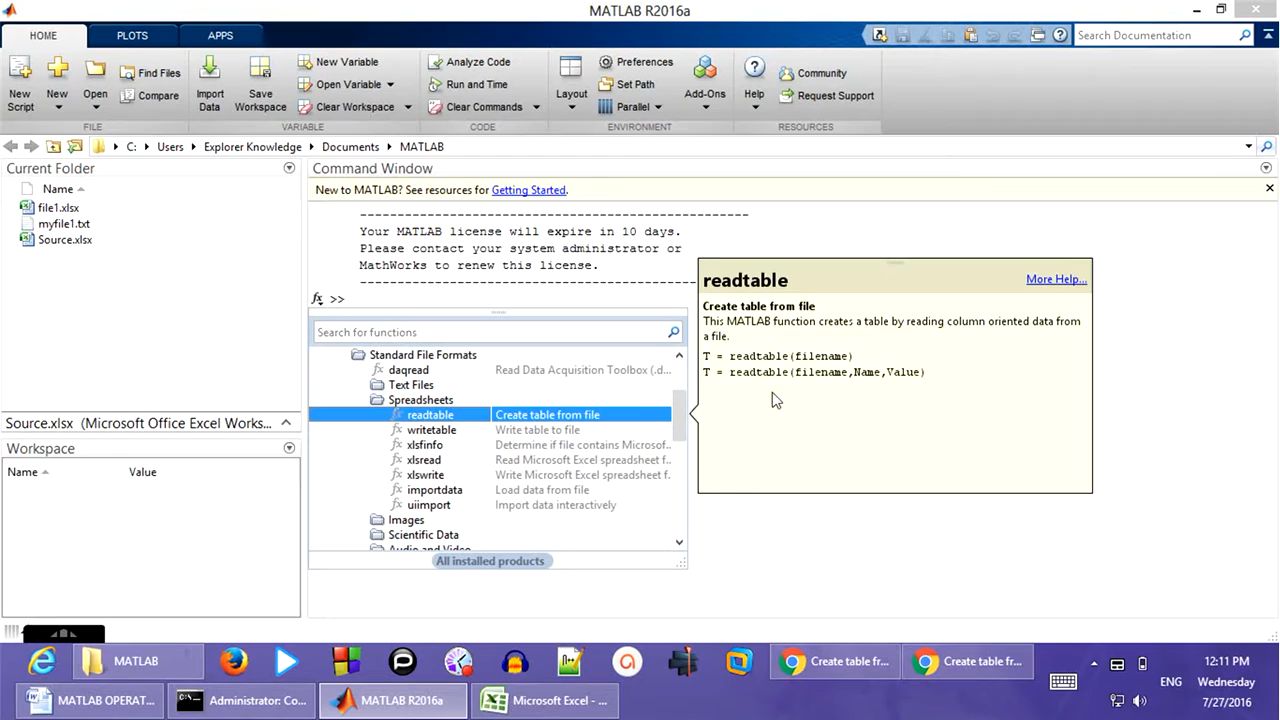 MATLAB R2016a
HOME PLOTS APPS
Search Documentation
New Script
New
Open
Find Files
Compare
Import Data
Save Workspace
New Variable
Open Variable
Clear Workspace
Analyze Code
Run and Time
Clear Commands
Layout
Preferences
Set Path
Parallel
Add-Ons
Help
Community
Request Support
FILE VARIABLE CODE ENVIRONMENT RESOURCES
C: Users Explorer Knowledge Documents MATLAB
Current Folder
Name
file1.xlsx
myfile1.txt
Source.xlsx
Source.xlsx (Microsoft Office Excel Works...
Workspace
Name Value
Command Window
New to MATLAB? See resources for Getting Started.
----------------------------------------------------
Your MATLAB license will expire in 10 days.
Please contact your system administrator or
MathWorks to renew this license.
----------------------------------------------------
fx >>
Search for functions
Standard File Formats
daqread Read Data Acquisition Toolbox (.d...
Text Files
Spreadsheets
fx readtable Create table from file
fx writetable Write table to file
fx xlsfinfo Determine if file contains Microsof...
fx xlsread Read Microsoft Excel spreadsheet f...
fx xlswrite Write Microsoft Excel spreadsheet f...
fx importdata Load data from file
fx uiimport Import data interactively
Images
Scientific Data
Audio and Video
All installed products
readtable More Help...
Create table from file
This MATLAB function creates a table by reading column oriented data from
a file.
T = readtable(filename)
T = readtable(filename,Name,Value)
MATLAB
Create table fr...
Create table fr...
MATLAB OPERAT...
Administrator: Co...
MATLAB R2016a
Microsoft Excel - ...
ENG
12:11 PM
Wednesday
7/27/2016